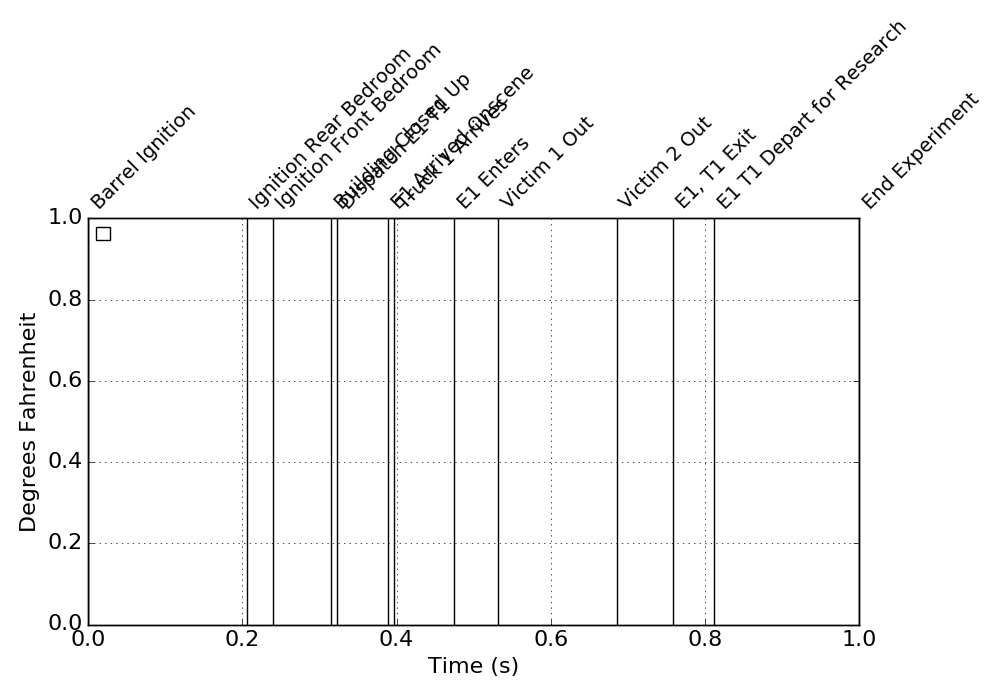 Barrel Ignition
Ignition Rear Bedroom
Ignition Front Bedroom
Building Closed Up
Dispatch E1 T1
E1 Arrived Onscene
Truck 1 Arrives
E1 Enters
Victim 1 Out
Victim 2 Out
E1, T1 Exit
E1 T1 Depart for Research
End Experiment
1.0
0.8
0.6
0.4
0.2
0.0
Degrees Fahrenheit
0.0 0.2 0.4 0.6 0.8 1.0
Time (s)